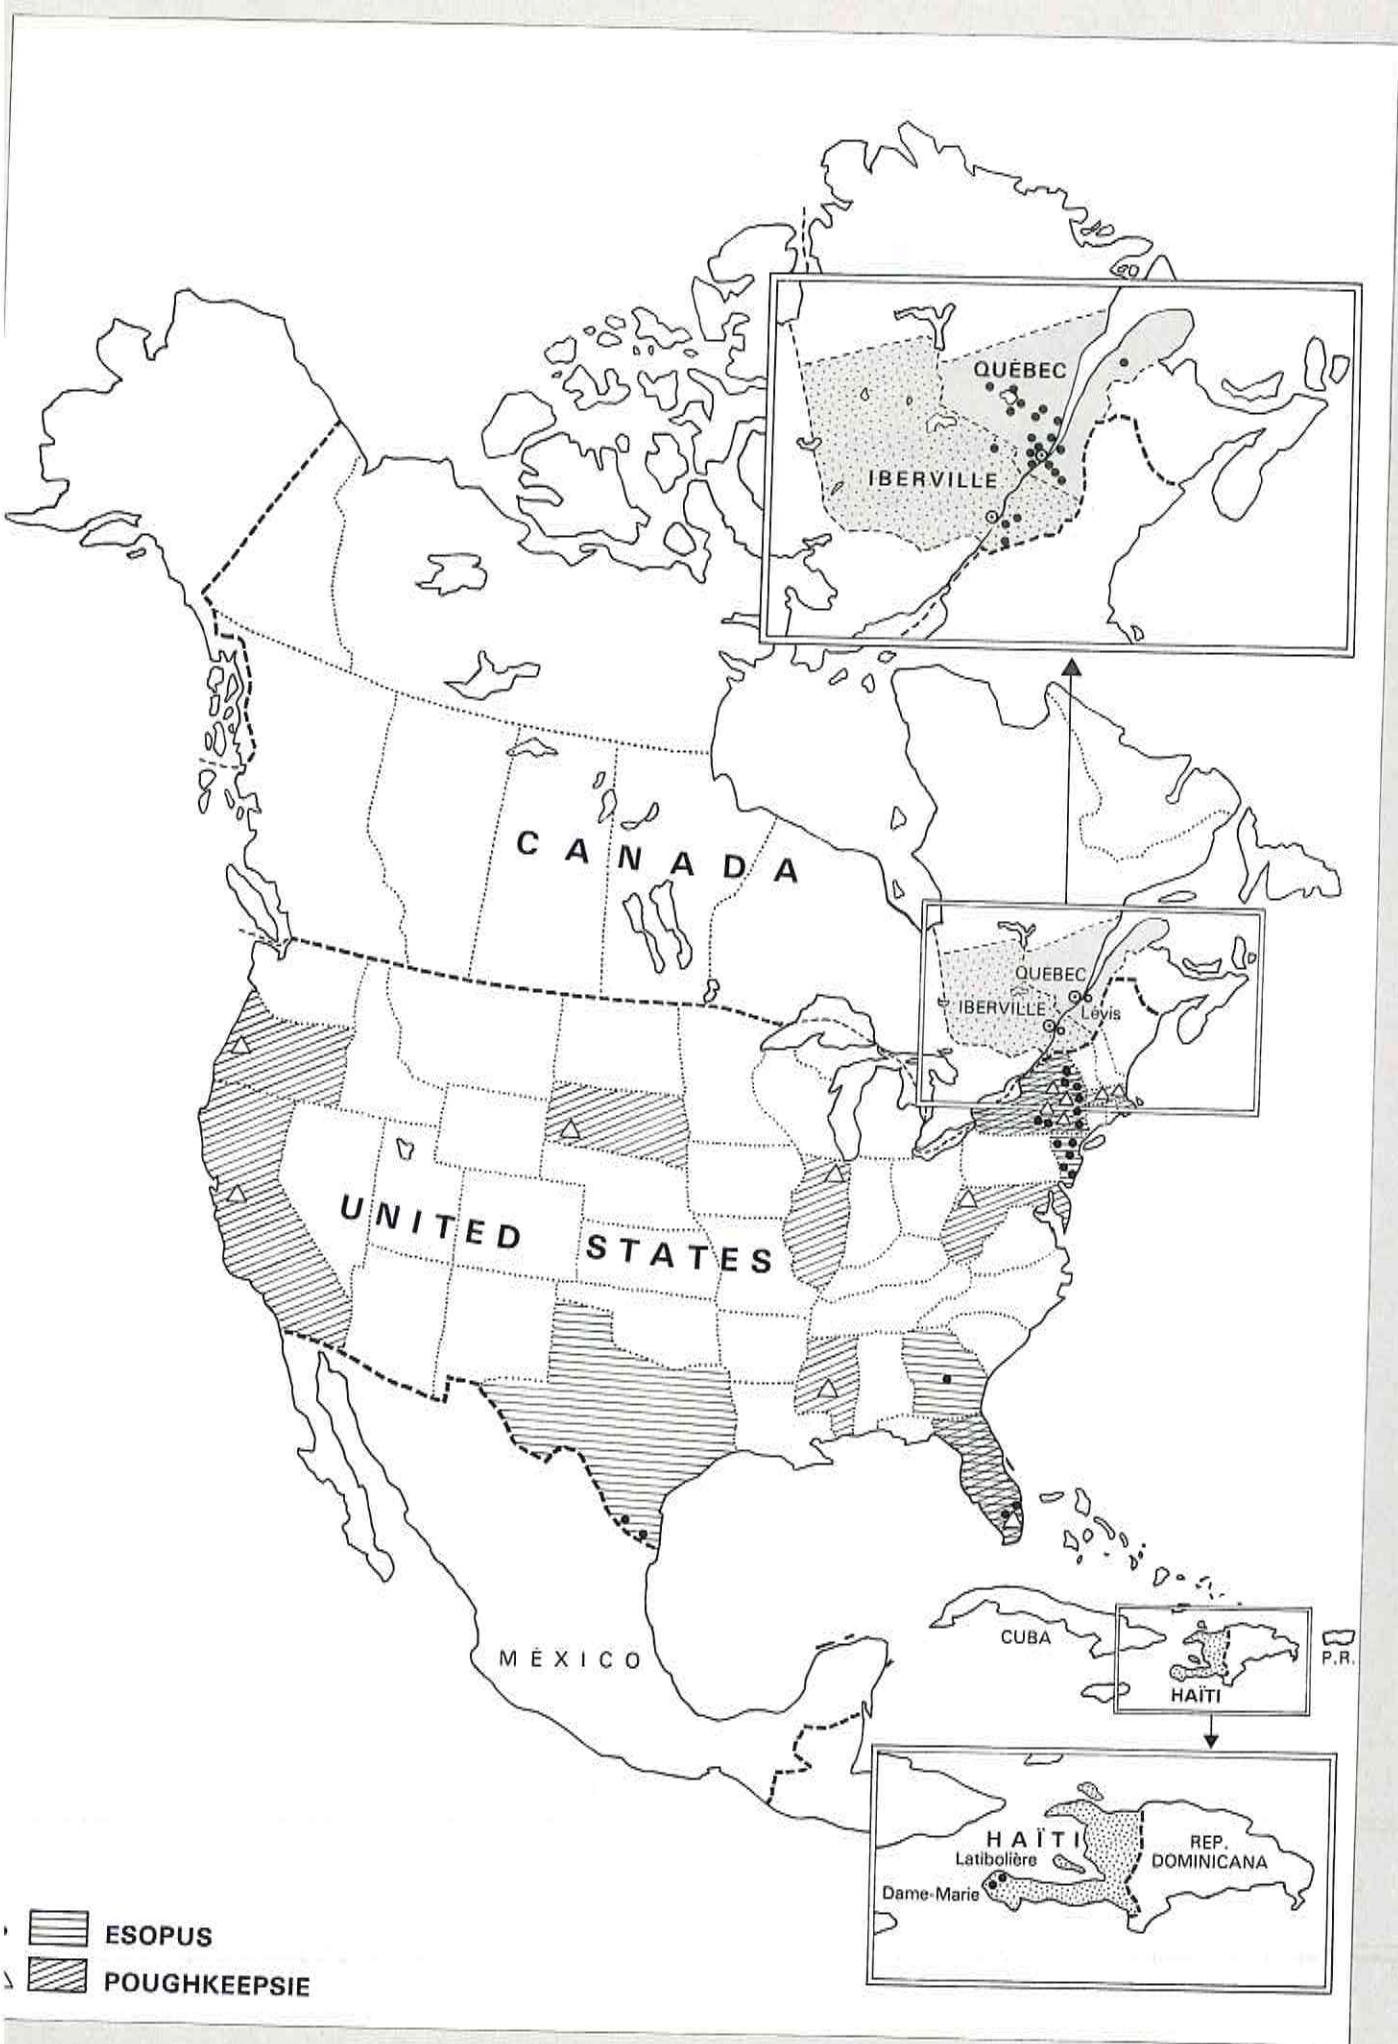 QUÉBEC
IBERVILLE
CANADA
QUEBEC
IBERVILLE
Lévis
UNITED STATES
MÉXICO
CUBA
P.R.
HAÏTI
HAÏTI
REP.
DOMINICANA
Latibolière
Dame-Marie
ESOPUS
POUGHKEEPSIE